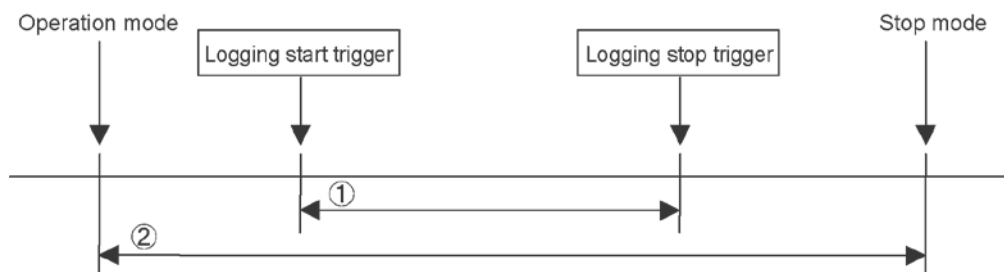 Operation mode
Stop mode
Logging start trigger
Logging stop trigger
①
②